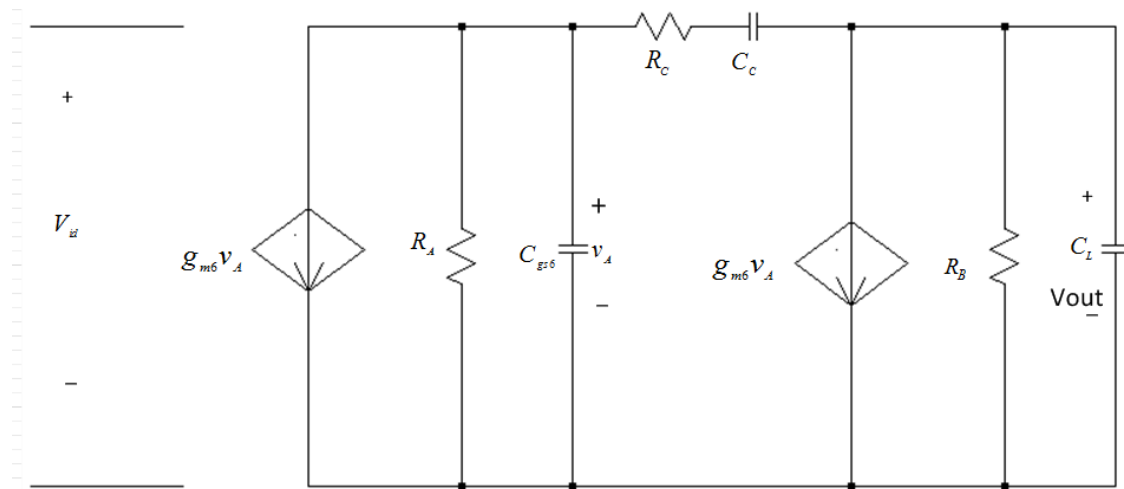 +
V_id
−
g_m6 v_A
R_A
C_gs6
+
v_A
−
R_C
C_C
g_m6 v_A
R_B
+
C_L
Vout
−